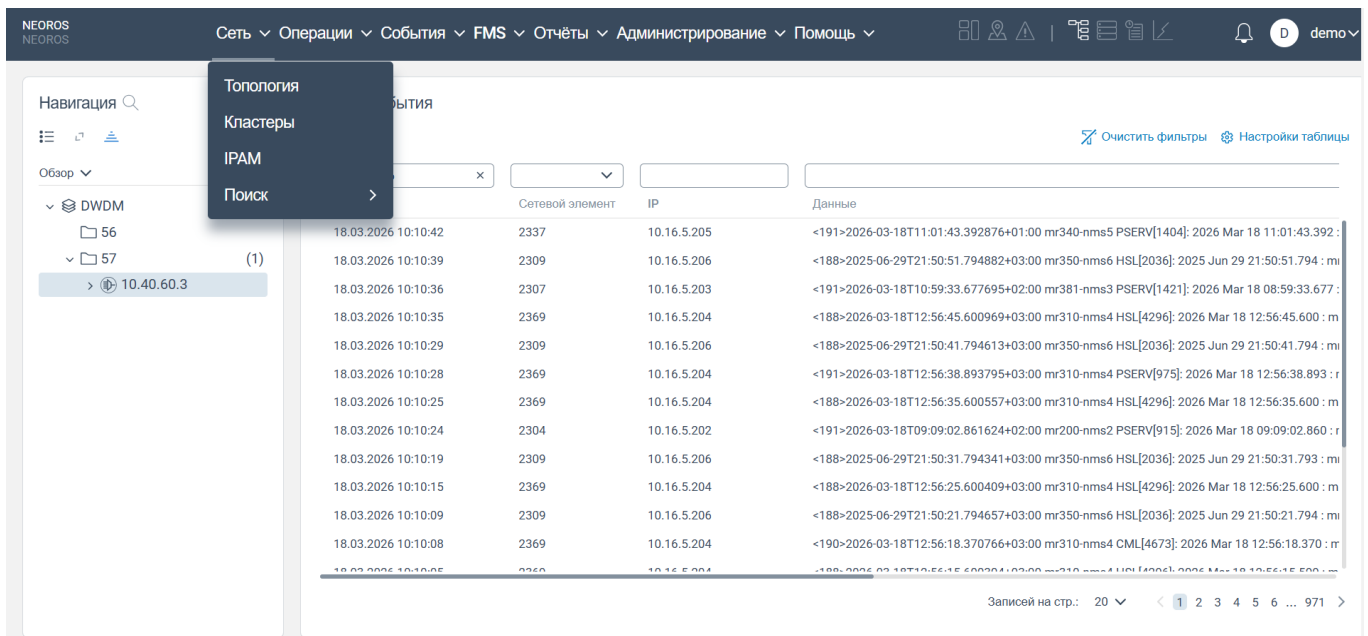 NEOROS
NEOROS
Сеть Операции События FMS Отчёты Администрирование Помощь
D demo
Топология
Кластеры
IPAM
Поиск
Навигация
бытия
Очистить фильтры Настройки таблицы
Обзор
DWDM
56
57 (1)
10.40.60.3
Сетевой элемент IP Данные
18.03.2026 10:10:42 2337 10.16.5.205 <191>2026-03-18T11:01:43.392876+01:00 mr340-nms5 PSERV[1404]: 2026 Mar 18 11:01:43.392 :
18.03.2026 10:10:39 2309 10.16.5.206 <188>2025-06-29T21:50:51.794882+03:00 mr350-nms6 HSL[2036]: 2025 Jun 29 21:50:51.794 : mı
18.03.2026 10:10:36 2307 10.16.5.203 <191>2026-03-18T10:59:33.677695+02:00 mr381-nms3 PSERV[1421]: 2026 Mar 18 08:59:33.677 :
18.03.2026 10:10:35 2369 10.16.5.204 <188>2026-03-18T12:56:45.600969+03:00 mr310-nms4 HSL[4296]: 2026 Mar 18 12:56:45.600 : m
18.03.2026 10:10:29 2309 10.16.5.206 <188>2025-06-29T21:50:41.794613+03:00 mr350-nms6 HSL[2036]: 2025 Jun 29 21:50:41.794 : mı
18.03.2026 10:10:28 2369 10.16.5.204 <191>2026-03-18T12:56:38.893795+03:00 mr310-nms4 PSERV[975]: 2026 Mar 18 12:56:38.893 : r
18.03.2026 10:10:25 2369 10.16.5.204 <188>2026-03-18T12:56:35.600557+03:00 mr310-nms4 HSL[4296]: 2026 Mar 18 12:56:35.600 : m
18.03.2026 10:10:24 2304 10.16.5.202 <191>2026-03-18T09:09:02.861624+02:00 mr200-nms2 PSERV[915]: 2026 Mar 18 09:09:02.860 : r
18.03.2026 10:10:19 2309 10.16.5.206 <188>2025-06-29T21:50:31.794341+03:00 mr350-nms6 HSL[2036]: 2025 Jun 29 21:50:31.793 : mı
18.03.2026 10:10:15 2369 10.16.5.204 <188>2026-03-18T12:56:25.600409+03:00 mr310-nms4 HSL[4296]: 2026 Mar 18 12:56:25.600 : m
18.03.2026 10:10:09 2309 10.16.5.206 <188>2025-06-29T21:50:21.794657+03:00 mr350-nms6 HSL[2036]: 2025 Jun 29 21:50:21.794 : mı
18.03.2026 10:10:08 2369 10.16.5.204 <190>2026-03-18T12:56:18.370766+03:00 mr310-nms4 CML[4673]: 2026 Mar 18 12:56:18.370 : m
Записей на стр.: 20 1 2 3 4 5 6 ... 971